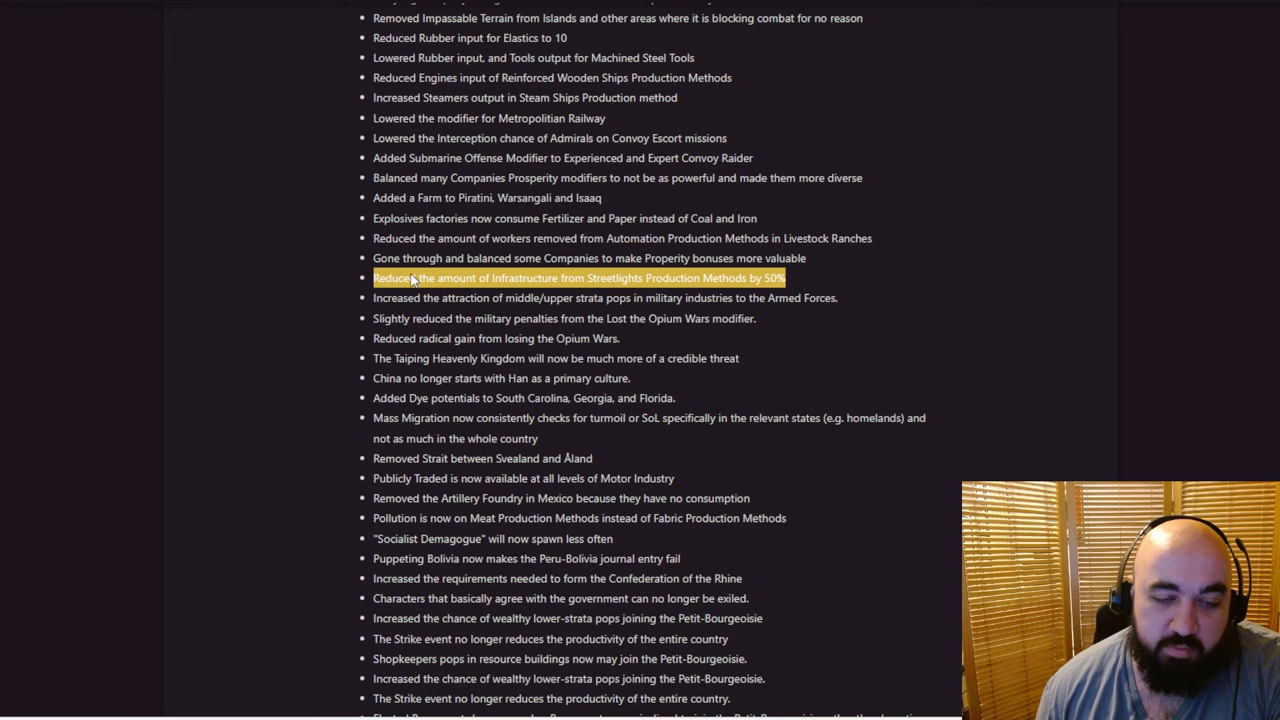 Removed Impassable Terrain from Islands and other areas where it is blocking combat for no reason
Reduced Rubber input for Elastics to 10
Lowered Rubber input, and Tools output for Machined Steel Tools
Reduced Engines input of Reinforced Wooden Ships Production Methods
Increased Steamers output in Steam Ships Production method
Lowered the modifier for Metropolitan Railway
Lowered the Interception chance of Admirals on Convoy Escort missions
Added Submarine Offense Modifier to Experienced and Expert Convoy Raider
Balanced many Companies Prosperity modifiers to not be as powerful and made them more diverse
Added a Farm to Piratini, Warsangali and Isaaq
Explosives factories now consume Fertilizer and Paper instead of Coal and Iron
Reduced the amount of workers removed from Automation Production Methods in Livestock Ranches
Gone through and balanced some Companies to make Properity bonuses more valuable
Reduced the amount of Infrastructure from Streetlights Production Methods by 50%
Increased the attraction of middle/upper strata pops in military industries to the Armed Forces.
Slightly reduced the military penalties from the Lost the Opium Wars modifier.
Reduced radical gain from losing the Opium Wars.
The Taiping Heavenly Kingdom will now be much more of a credible threat
China no longer starts with Han as a primary culture.
Added Dye potentials to South Carolina, Georgia, and Florida.
Mass Migration now consistently checks for turmoil or SoL specifically in the relevant states (e.g. homelands) and
not as much in the whole country
Removed Strait between Svealand and Åland
Publicly Traded is now available at all levels of Motor Industry
Removed the Artillery Foundry in Mexico because they have no consumption
Pollution is now on Meat Production Methods instead of Fabric Production Methods
"Socialist Demagogue" will now spawn less often
Puppeting Bolivia now makes the Peru-Bolivia journal entry fail
Increased the requirements needed to form the Confederation of the Rhine
Characters that basically agree with the government can no longer be exiled.
Increased the chance of wealthy lower-strata pops joining the Petit-Bourgeoisie
The Strike event no longer reduces the productivity of the entire country
Shopkeepers pops in resource buildings now may join the Petit-Bourgeoisie.
Increased the chance of wealthy lower-strata pops joining the Petit-Bourgeoisie.
The Strike event no longer reduces the productivity of the entire country.